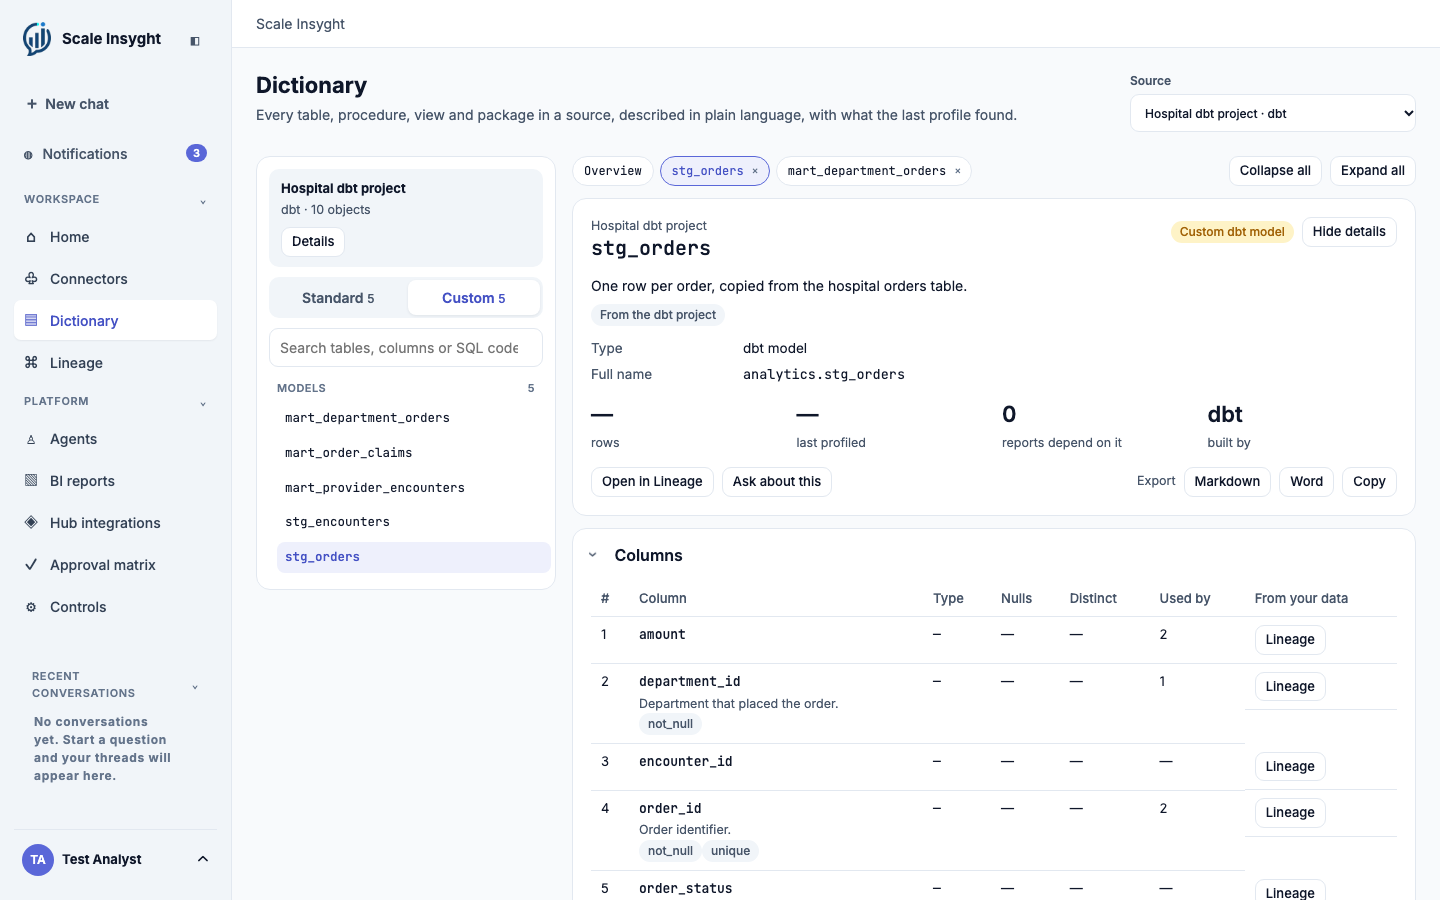 Scale Insyght
Scale Insyght
+ New chat
Notifications 3
WORKSPACE
Home
Connectors
Dictionary
Lineage
PLATFORM
Agents
BI reports
Hub integrations
Approval matrix
Controls
RECENT
CONVERSATIONS
No conversations
yet. Start a question
and your threads will
appear here.
TA Test Analyst
Dictionary
Every table, procedure, view and package in a source, described in plain language, with what the last profile found.
Source
Hospital dbt project · dbt
Hospital dbt project
dbt · 10 objects
Details
Standard 5 Custom 5
Search tables, columns or SQL code
MODELS 5
mart_department_orders
mart_order_claims
mart_provider_encounters
stg_encounters
stg_orders
Overview stg_orders × mart_department_orders × Collapse all Expand all
Hospital dbt project
stg_orders
Custom dbt model Hide details
One row per order, copied from the hospital orders table.
From the dbt project
Type dbt model
Full name analytics.stg_orders
— — 0 dbt
rows last profiled reports depend on it built by
Open in Lineage Ask about this Export Markdown Word Copy
Columns
# Column Type Nulls Distinct Used by From your data
1 amount — — — 2 Lineage
2 department_id — — — 1 Lineage
Department that placed the order.
not_null
3 encounter_id — — — — Lineage
4 order_id — — — 2 Lineage
Order identifier.
not_null unique
5 order_status — — — — Lineage